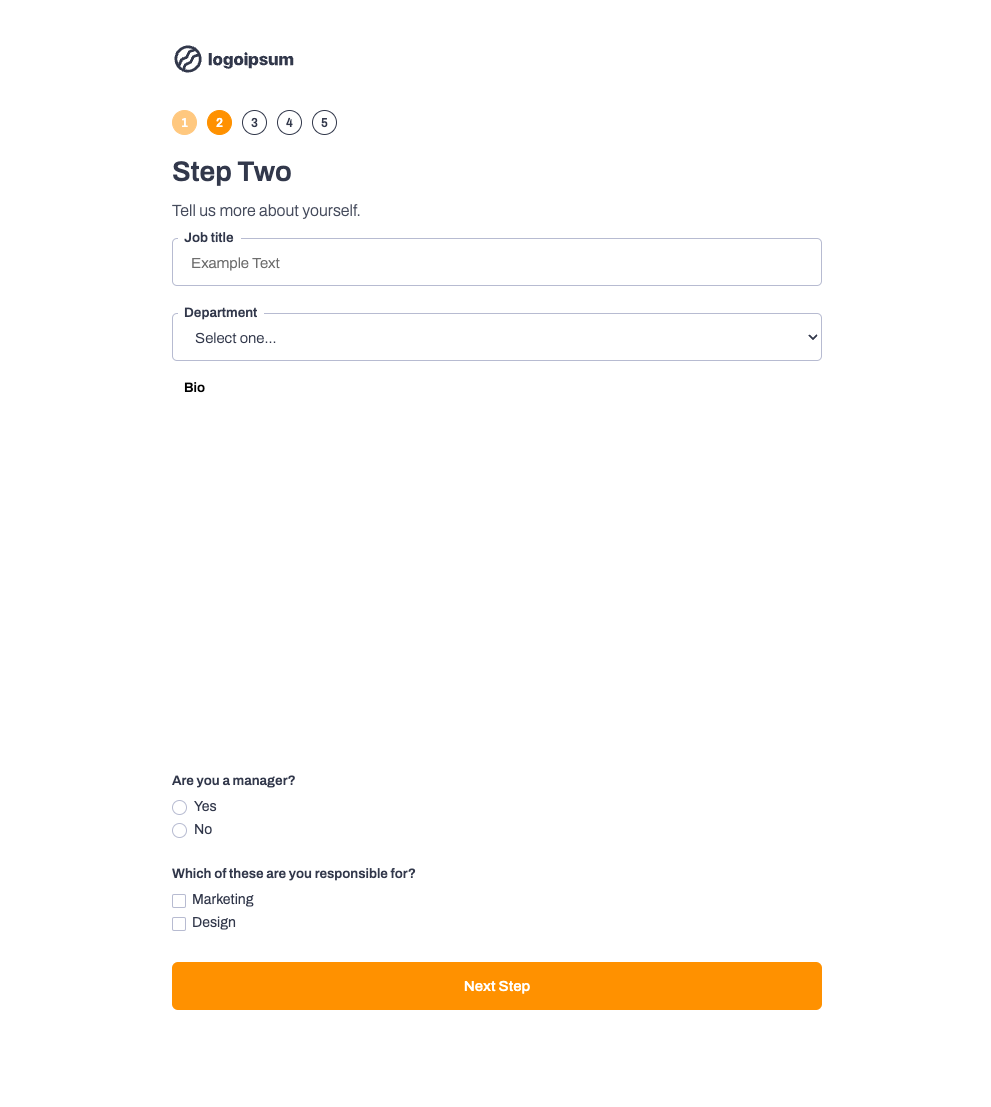 logoipsum
1 2 3 4 5
Step Two
Tell us more about yourself.
Job title
Example Text
Department
Select one...
Bio
Are you a manager?
Yes
No
Which of these are you responsible for?
Marketing
Design
Next Step